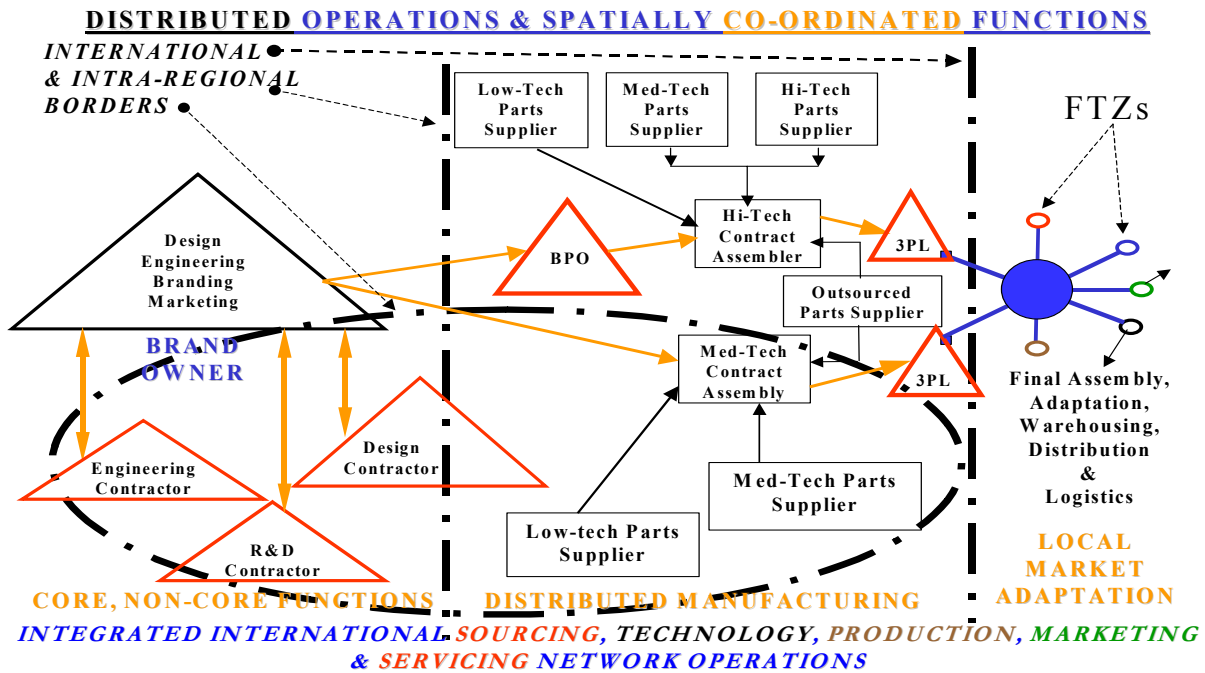 DISTRIBUTED OPERATIONS & SPATIALLY CO-ORDINATED FUNCTIONS
INTERNATIONAL
& INTRA-REGIONAL
BORDERS
Low-Tech
Parts
Supplier
Med-Tech
Parts
Supplier
Hi-Tech
Parts
Supplier
FTZs
Design
Engineering
Branding
Marketing
BRAND
OWNER
BPO
Hi-Tech
Contract
Assembler
3PL
Outsourced
Parts Supplier
Med-Tech
Contract
Assembly
3PL
Final Assembly,
Adaptation,
Warehousing,
Distribution
&
Logistics
Engineering
Contractor
Design
Contractor
R&D
Contractor
Low-tech Parts
Supplier
Med-Tech Parts
Supplier
LOCAL
MARKET
ADAPTATION
CORE, NON-CORE FUNCTIONS
DISTRIBUTED MANUFACTURING
INTEGRATED INTERNATIONAL SOURCING, TECHNOLOGY, PRODUCTION, MARKETING
& SERVICING NETWORK OPERATIONS